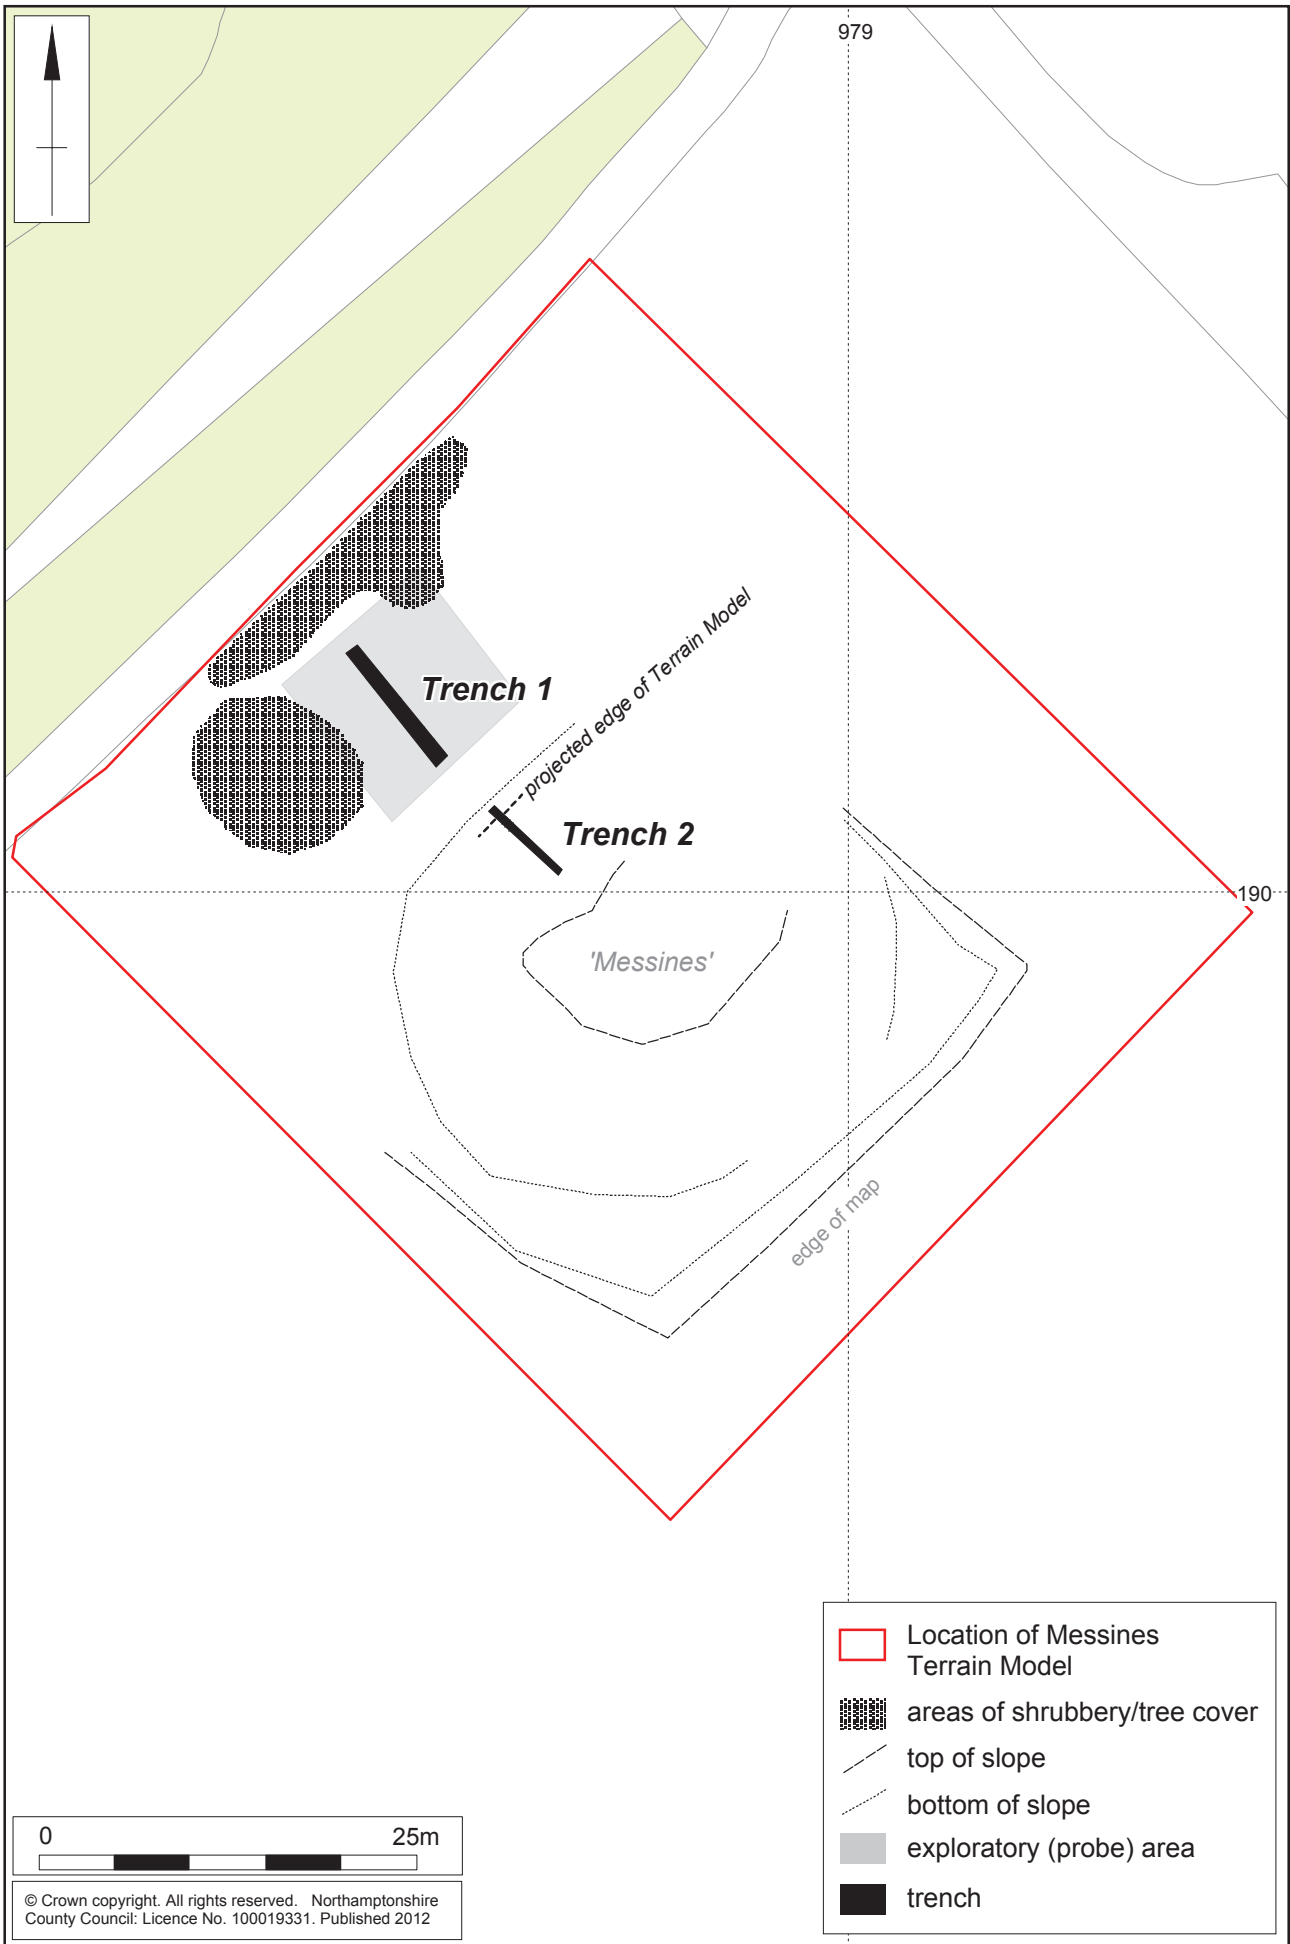 979
projected edge of Terrain Model
Trench 1
Trench 2
190
'Messines'
edge of map
Location of Messines
Terrain Model
areas of shrubbery/tree cover
top of slope
bottom of slope
exploratory (probe) area
trench
0 25m
© Crown copyright. All rights reserved. Northamptonshire
County Council: Licence No. 100019331. Published 2012